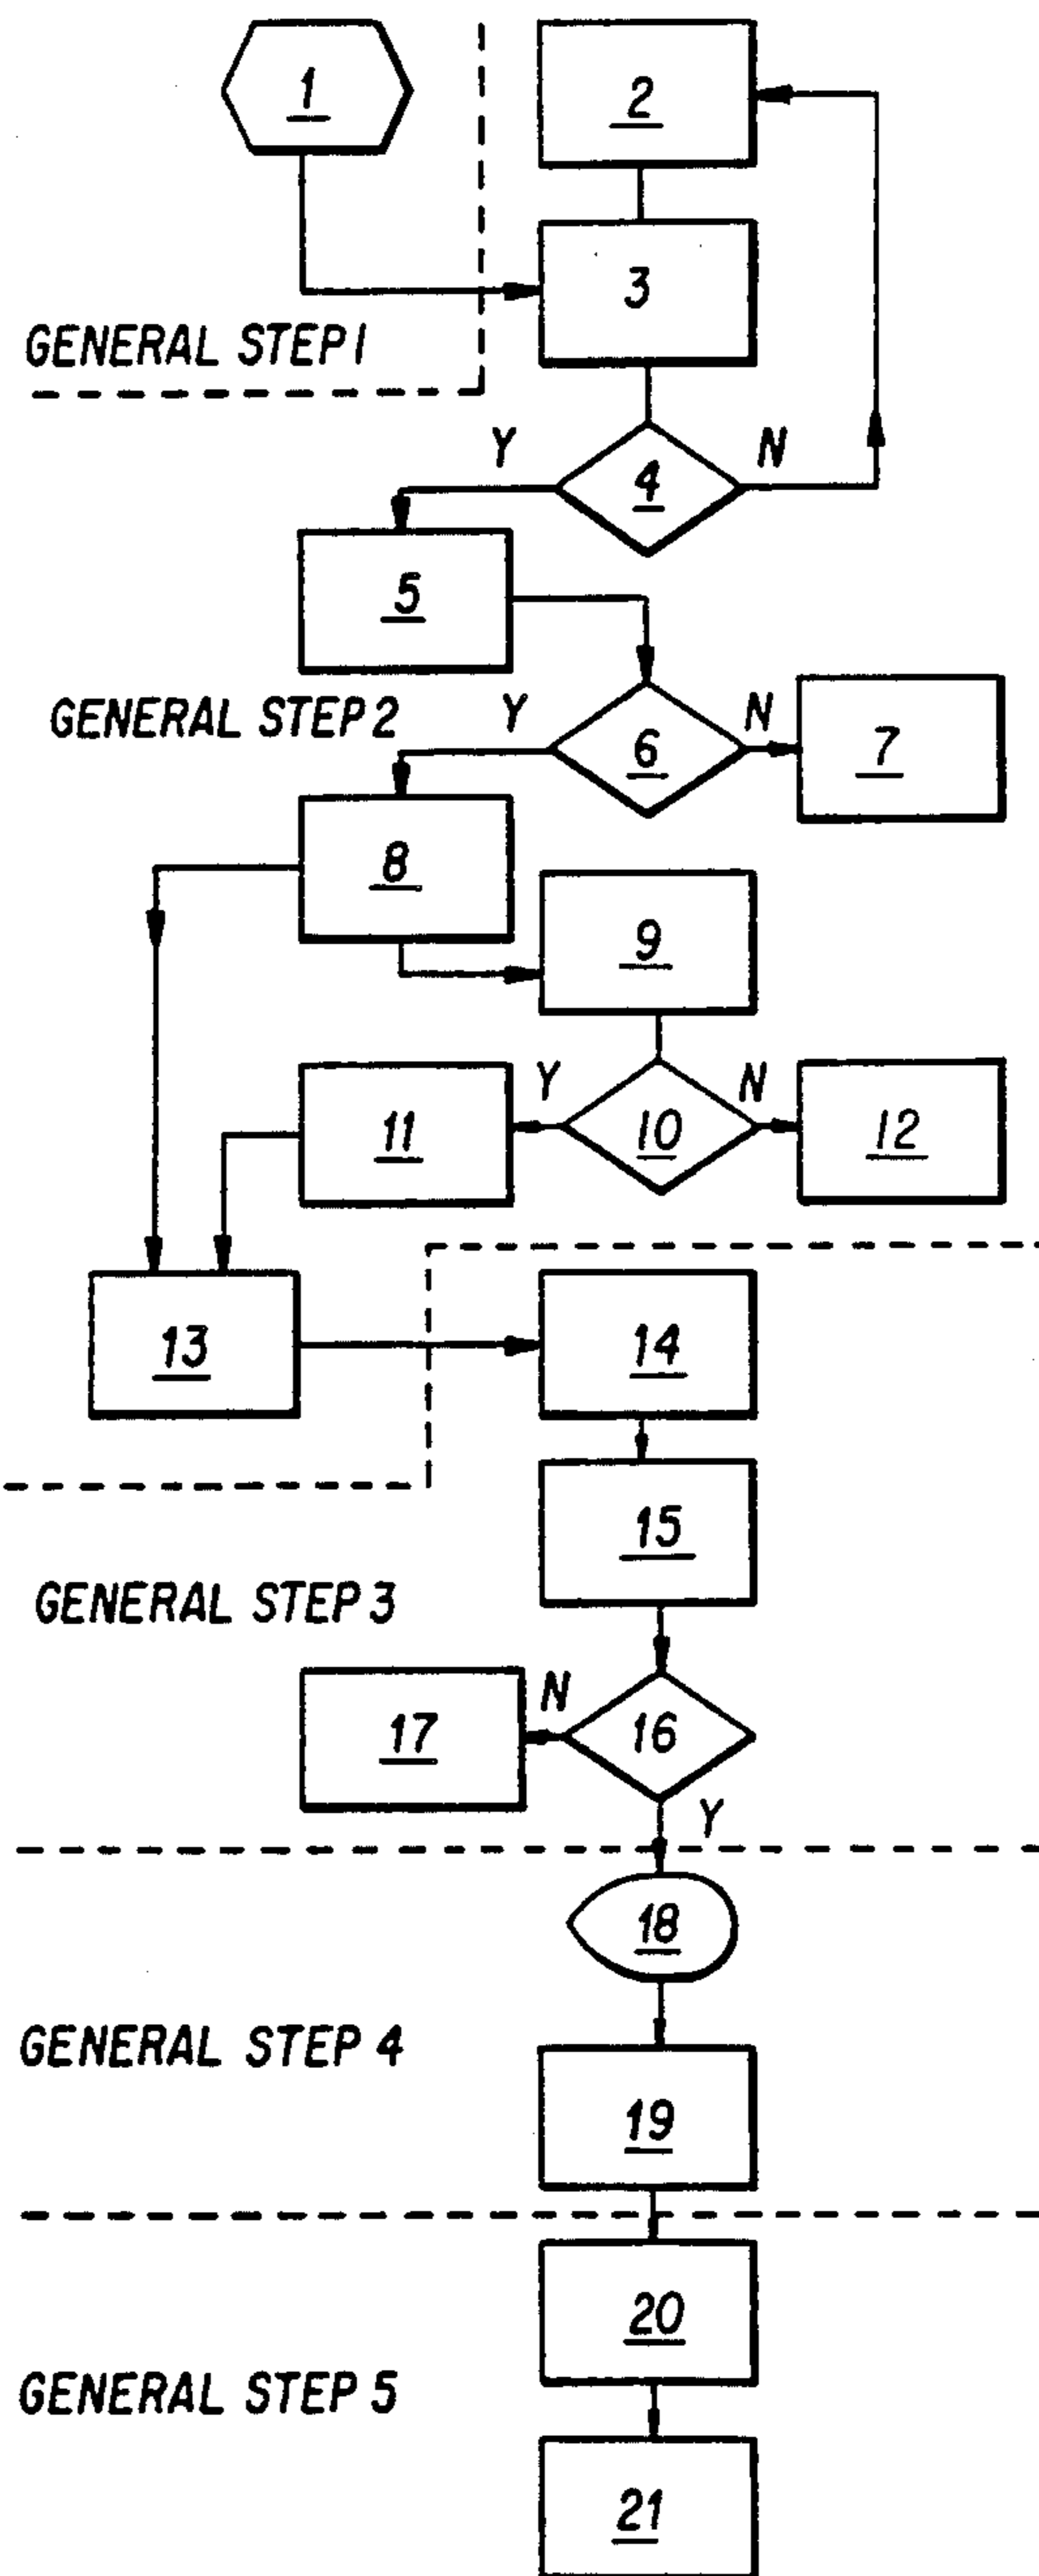 1
2
3
GENERAL STEP 1
Y
N
4
5
GENERAL STEP 2
Y
N
6
7
8
9
Y
N
10
11
12
13
14
15
GENERAL STEP 3
N
16
17
Y
18
GENERAL STEP 4
19
20
GENERAL STEP 5
21